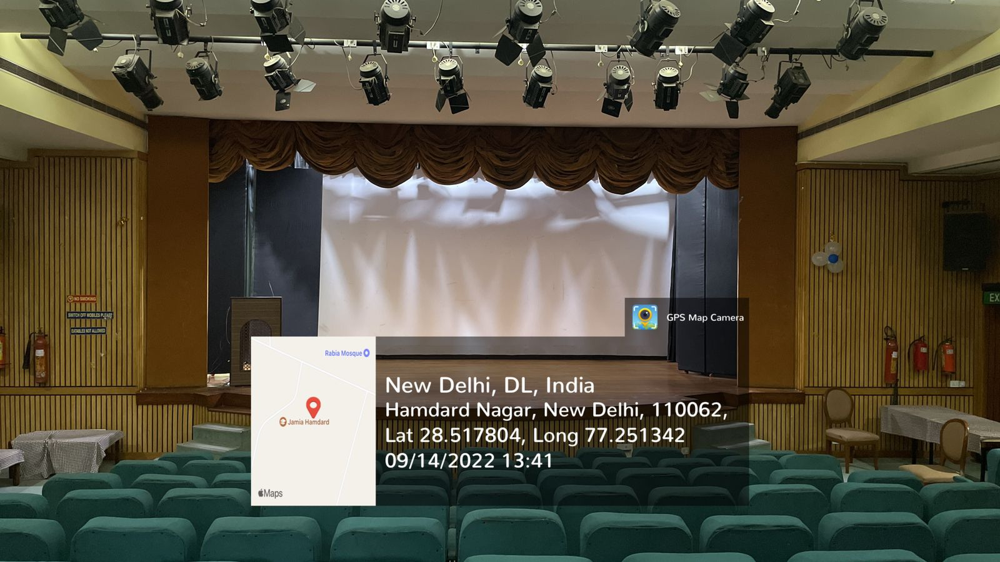 NO SMOKING
SWITCH OFF MOBILES PLEASE
EATABLES NOT ALLOWED
EX
GPS Map Camera
Rabia Mosque
Jamia Hamdard
Maps
New Delhi, DL, India
Hamdard Nagar, New Delhi, 110062,
Lat 28.517804, Long 77.251342
09/14/2022 13:41